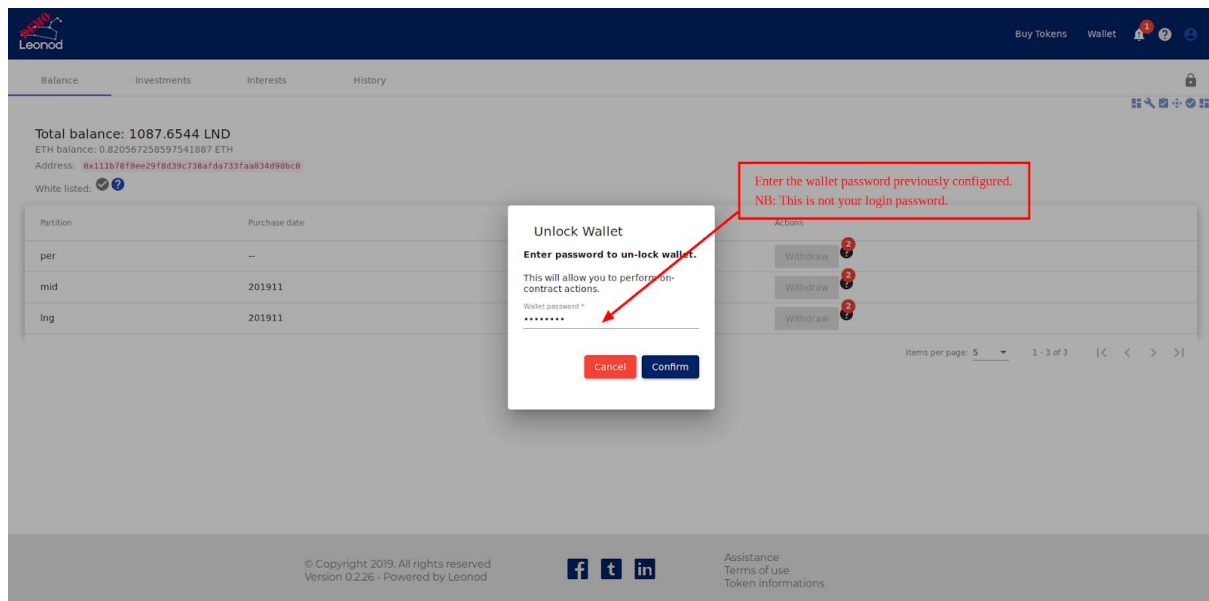 DEMO
Leonod
Buy Tokens Wallet 1
Balance Investments Interests History
Total balance: 1087.6544 LND
ETH balance: 0.820567258597541887 ETH
Address: 0x111b78f0ee29f8d39c738afda733faa834d90bc0
White listed:
Enter the wallet password previously configured.
NB: This is not your login password.
Partition Purchase date Actions
per -- Withdraw 2
mid 201911 Withdraw 2
lng 201911 Withdraw 2
Unlock Wallet
Enter password to un-lock wallet.
This will allow you to perform on-
contract actions.
Wallet password *
••••••••
Cancel Confirm
Items per page: 5 1 - 3 of 3
© Copyright 2019. All rights reserved
Version 0.2.26 - Powered by Leonod
Assistance
Terms of use
Token informations